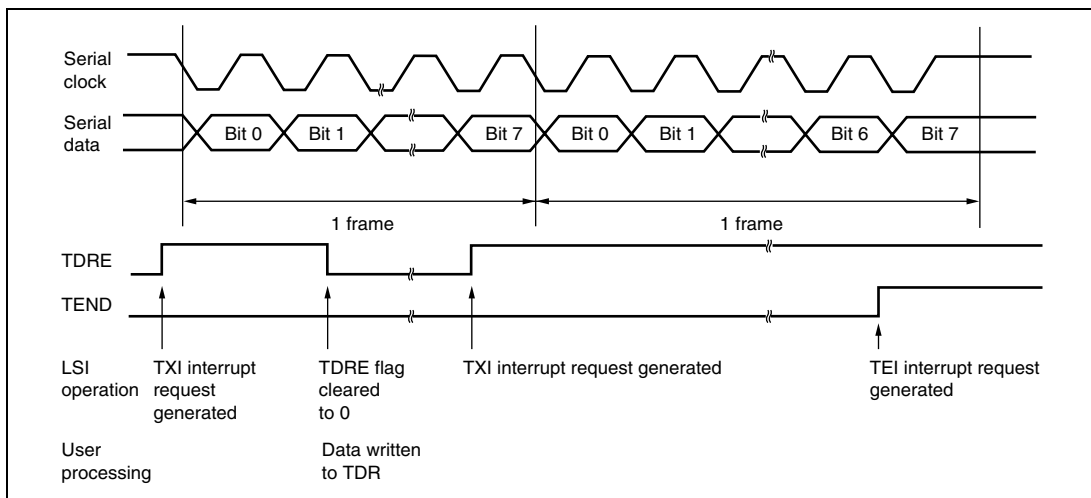 Serial
clock
Serial
data
Bit 0
Bit 1
Bit 7
Bit 0
Bit 1
Bit 6
Bit 7
1 frame
1 frame
TDRE
TEND
LSI
operation
TXI interrupt
request
generated
TDRE flag
cleared
to 0
TXI interrupt request generated
TEI interrupt request
generated
User
processing
Data written
to TDR